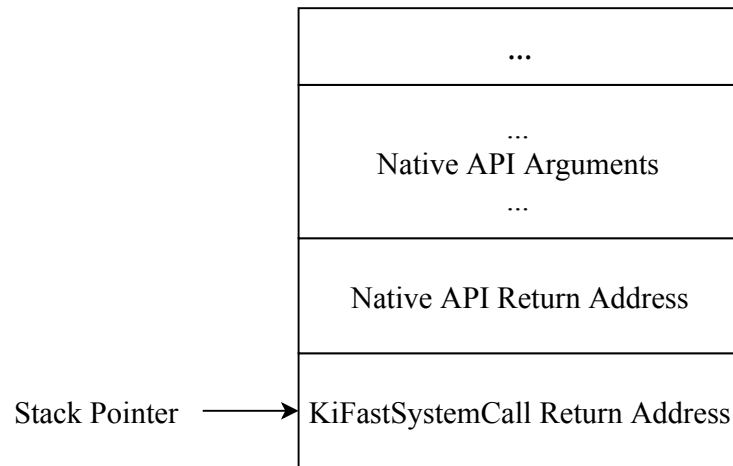 ...
...
Native API Arguments
...
Native API Return Address
Stack Pointer
KiFastSystemCall Return Address